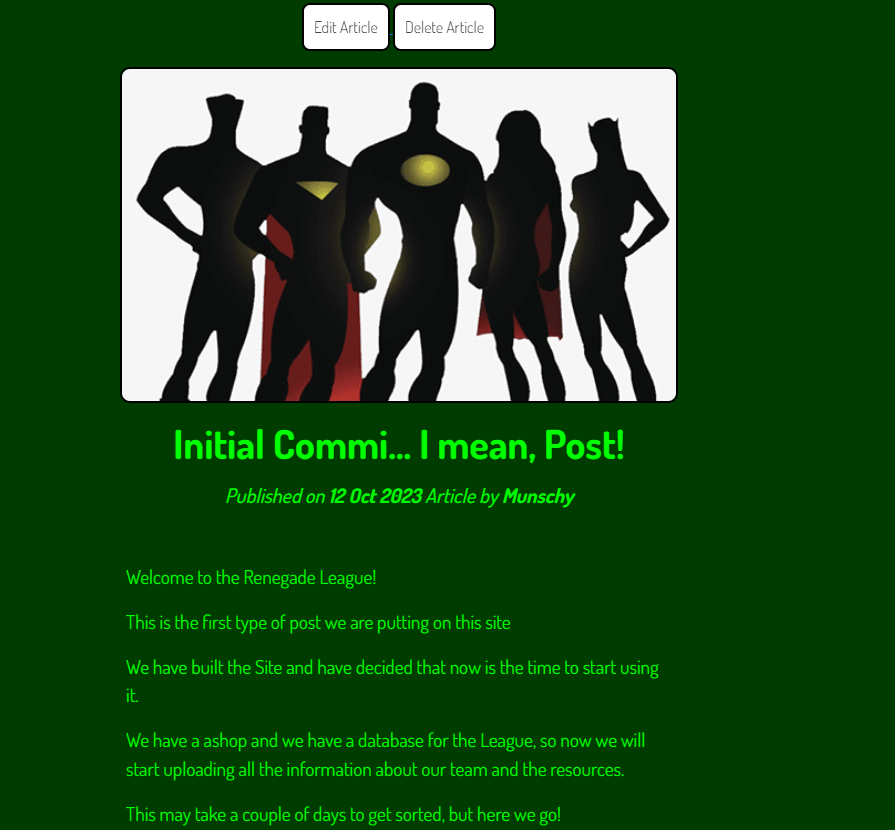 Edit Article Delete Article
Initial Commi... I mean, Post!
Published on 12 Oct 2023 Article by Munschy
Welcome to the Renegade League!
This is the first type of post we are putting on this site
We have built the Site and have decided that now is the time to start using
it.
We have a ashop and we have a database for the League, so now we will
start uploading all the information about our team and the resources.
This may take a couple of days to get sorted, but here we go!